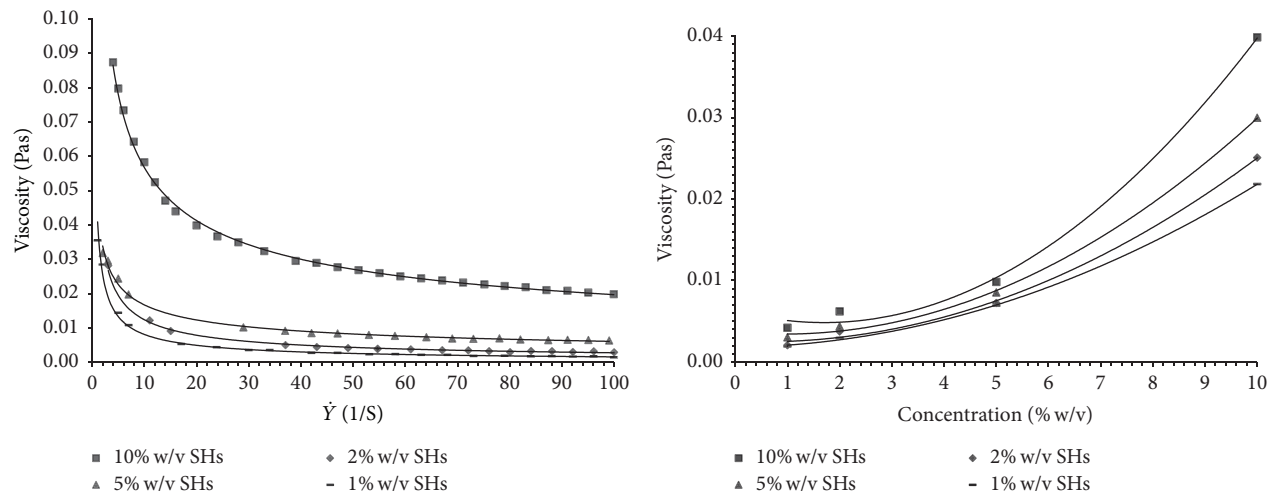 0.10
0.09
0.08
0.07
0.06
0.05
0.04
0.03
0.02
0.01
0.00
Viscosity (Pas)
0 10 20 30 40 50 60 70 80 90 100
Ẏ (1/S)
10% w/v SHs
2% w/v SHs
5% w/v SHs
1% w/v SHs
0.04
0.03
0.02
0.01
0.00
Viscosity (Pas)
0 1 2 3 4 5 6 7 8 9 10
Concentration (% w/v)
10% w/v SHs
2% w/v SHs
5% w/v SHs
1% w/v SHs